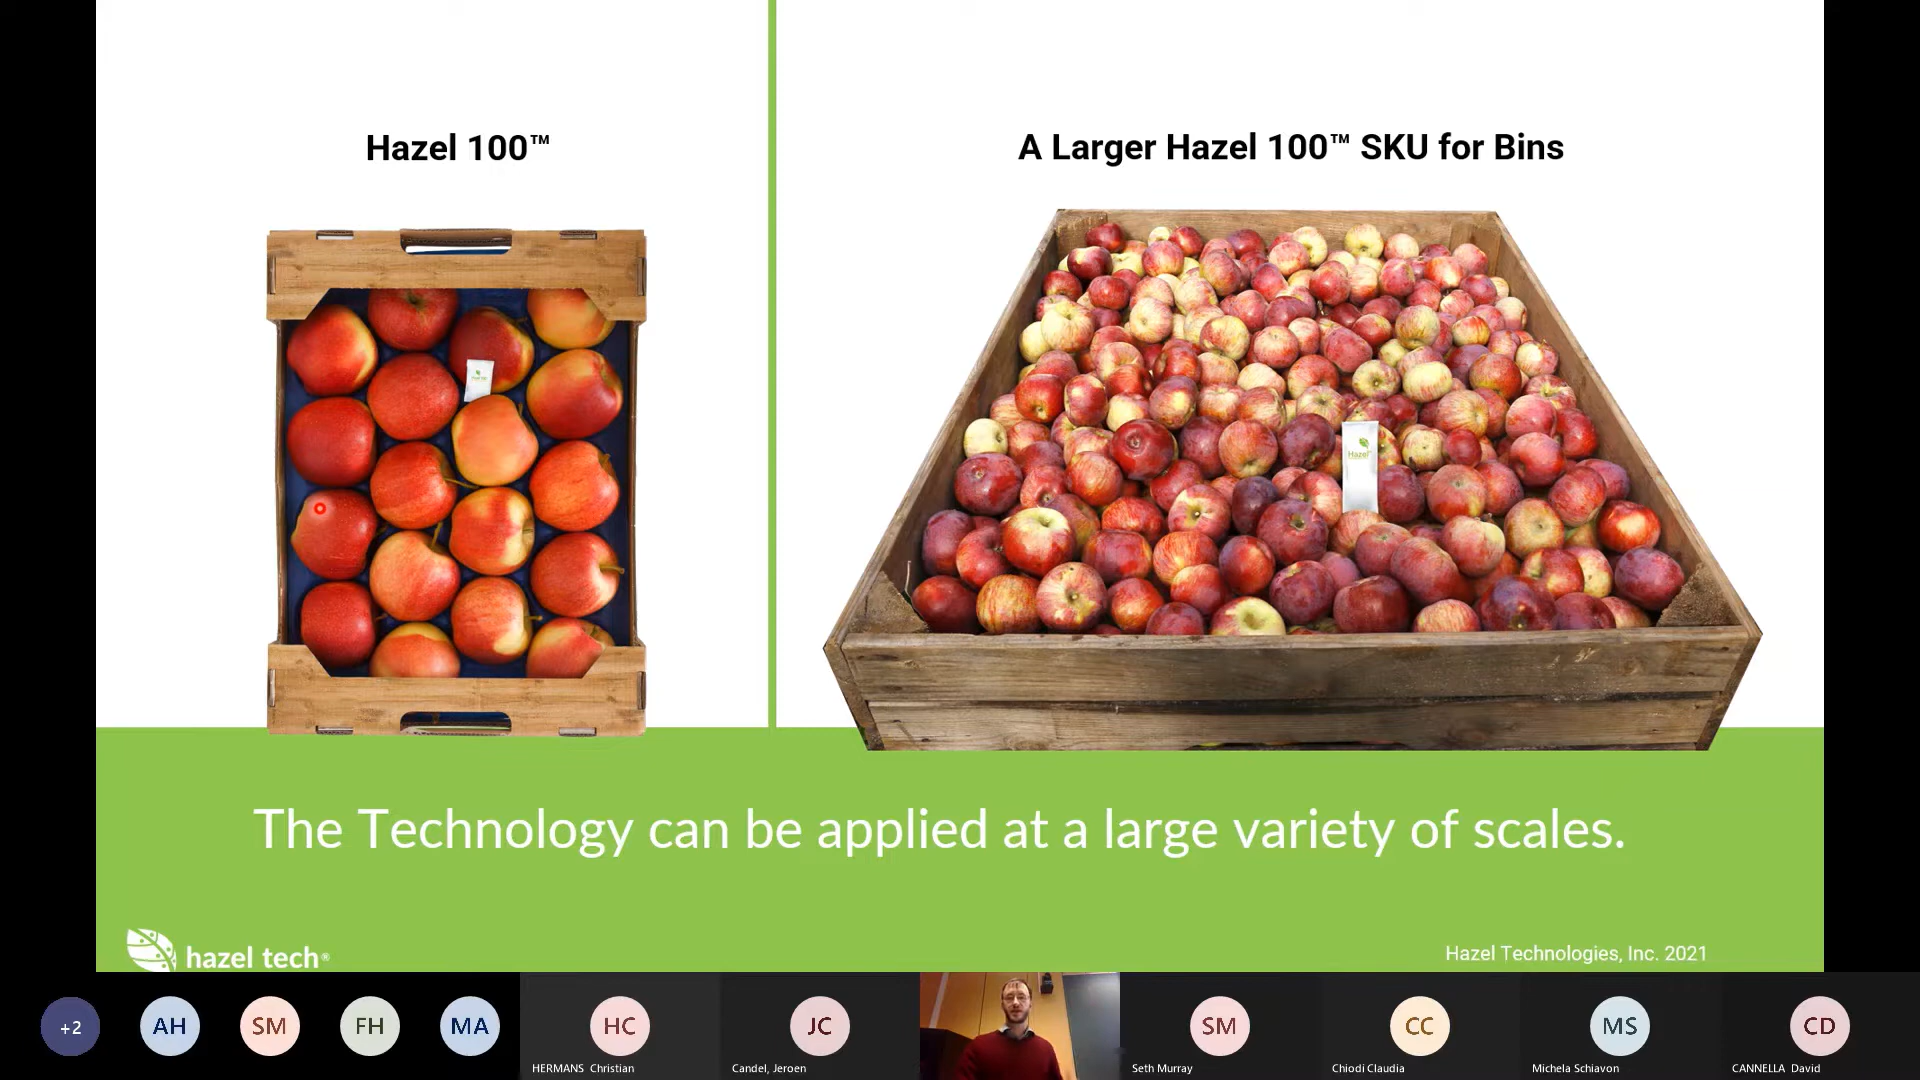 Hazel 100™
A Larger Hazel 100™ SKU for Bins
Hazel
The Technology can be applied at a large variety of scales.
hazel tech®
Hazel Technologies, Inc. 2021
+2
AH
SM
FH
MA
HC
JC
SM
CC
MS
CD
HERMANS Christian
Candel, Jeroen
Seth Murray
Chiodi Claudia
Michela Schiavon
CANNELLA David